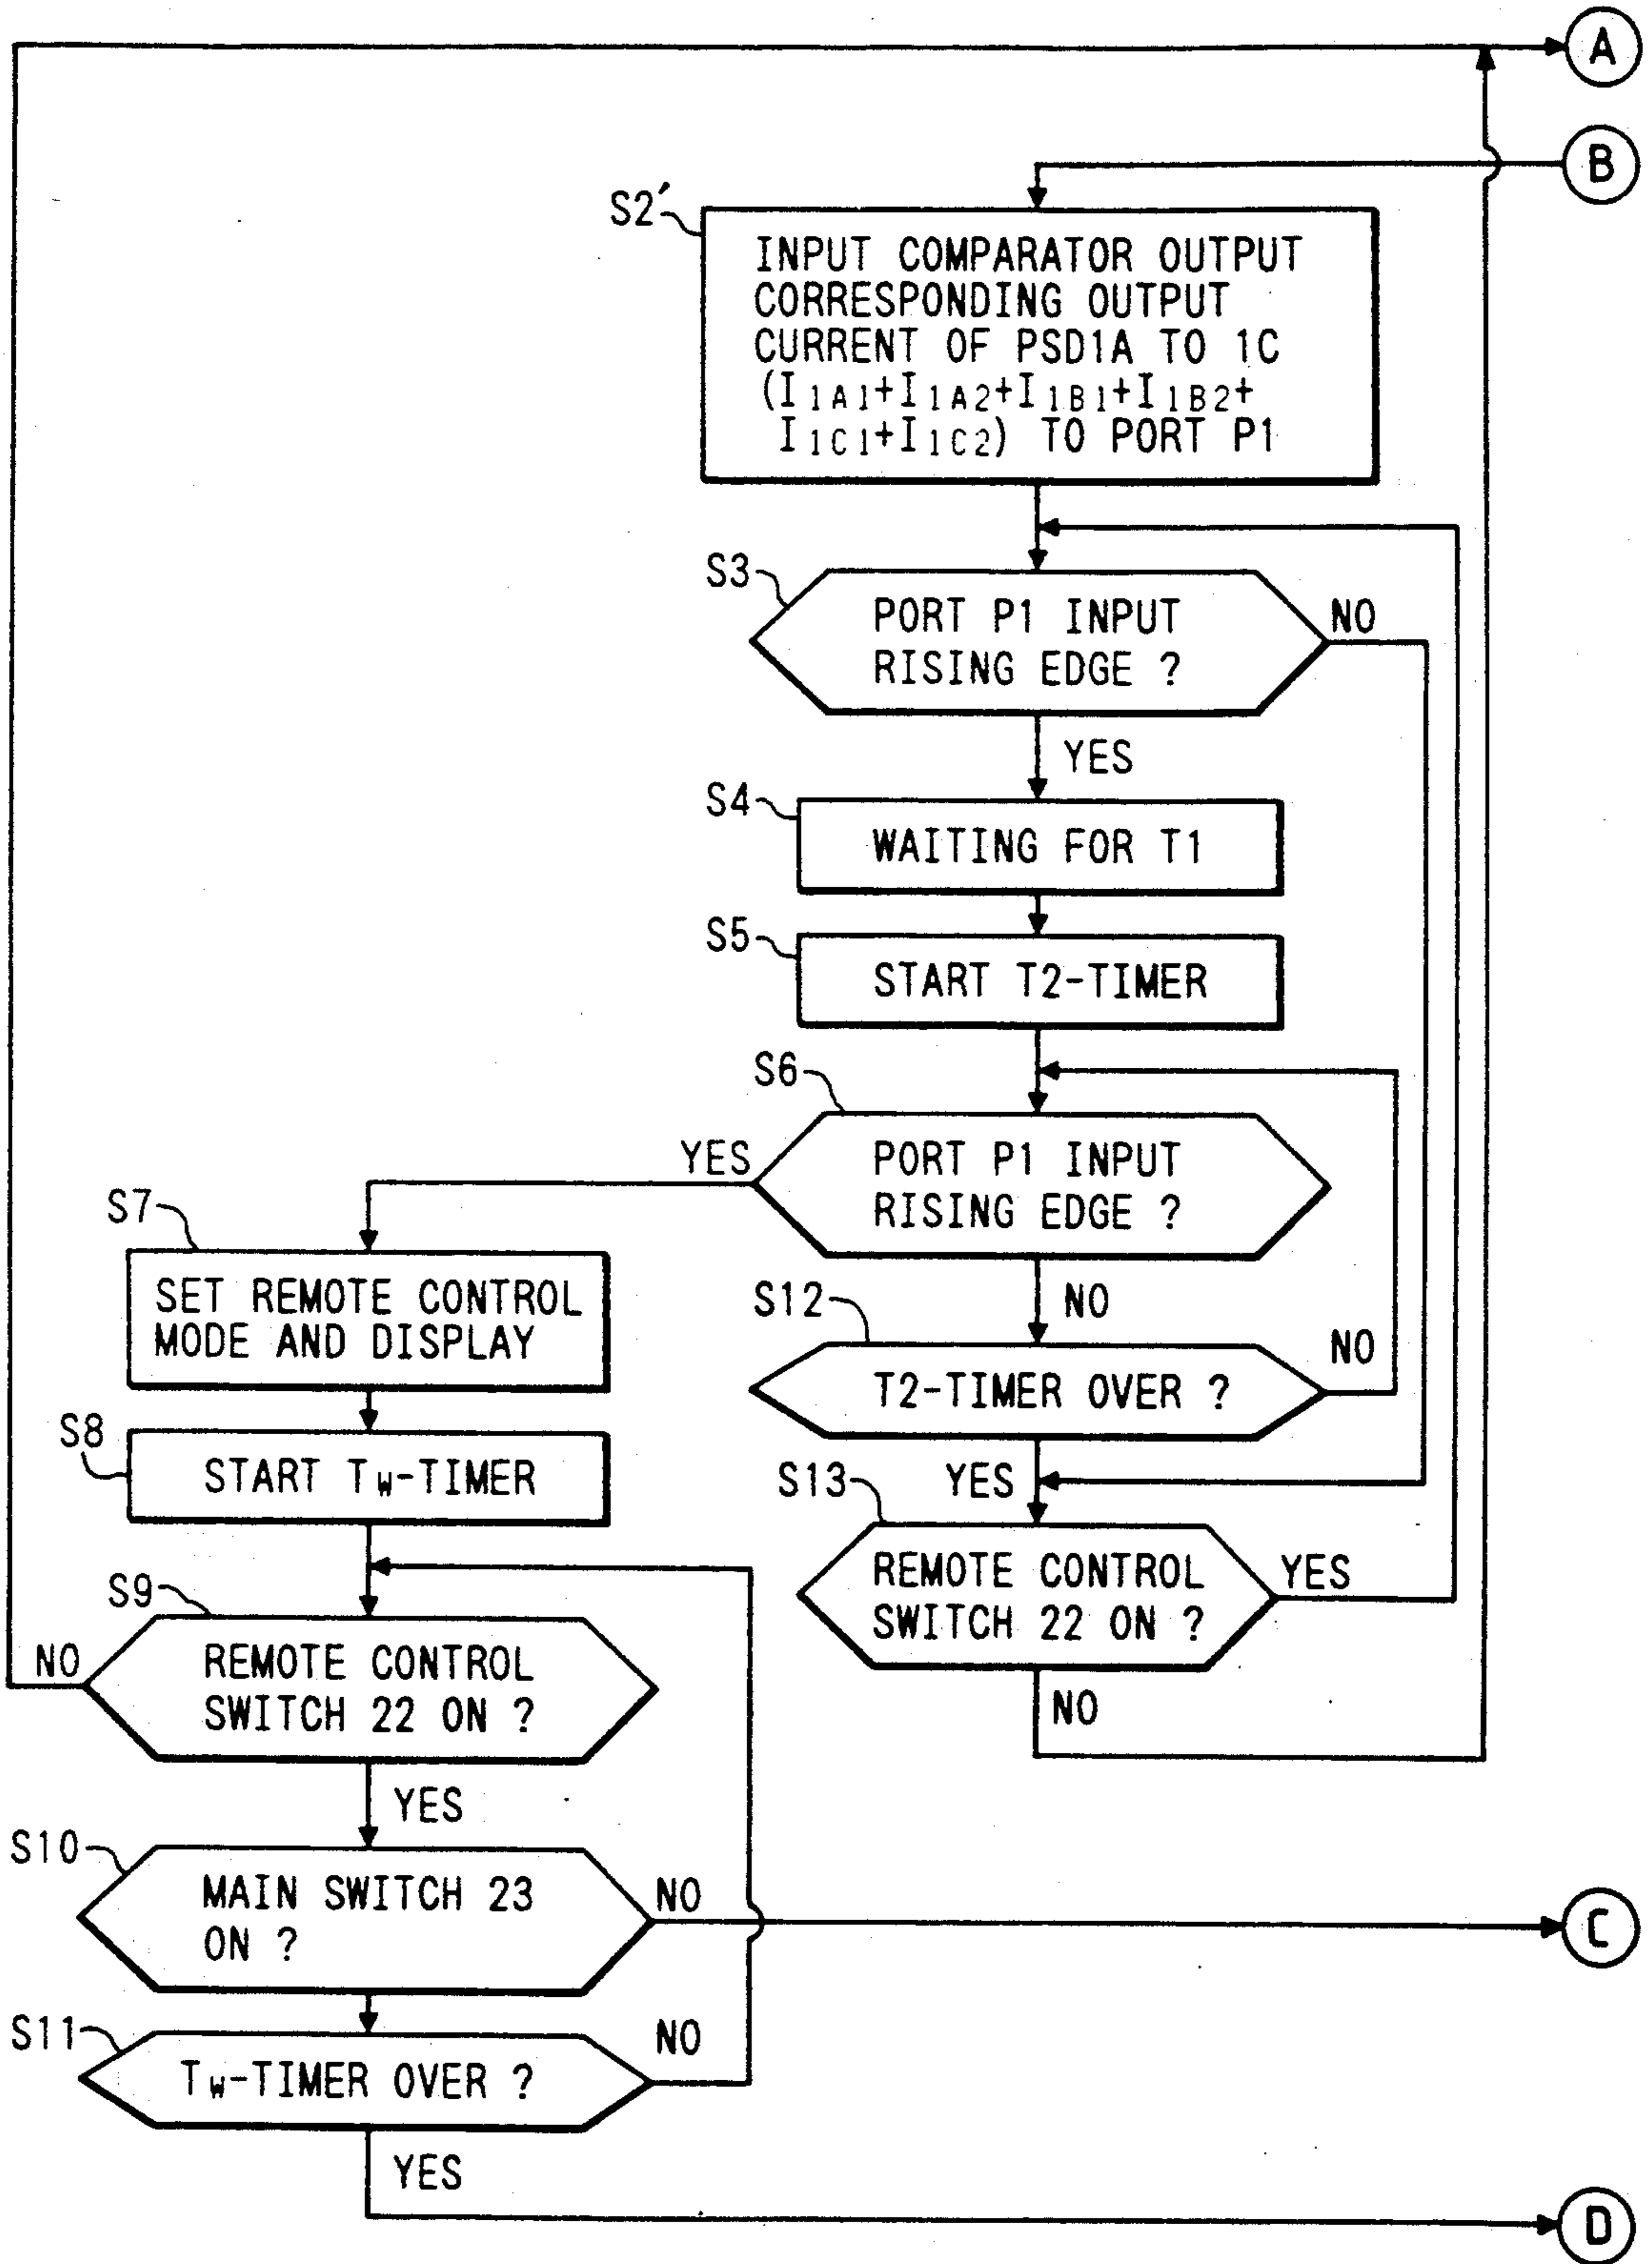 A
B
S2′
INPUT COMPARATOR OUTPUT
CORRESPONDING OUTPUT
CURRENT OF PSD1A TO 1C
(I1A1+I1A2+I1B1+I1B2+
I1C1+I1C2) TO PORT P1
S3
PORT P1 INPUT
RISING EDGE ?
NO
YES
S4
WAITING FOR T1
S5
START T2-TIMER
S6
PORT P1 INPUT
RISING EDGE ?
YES
NO
S7
SET REMOTE CONTROL
MODE AND DISPLAY
S12
T2-TIMER OVER ?
NO
YES
S8
START TW-TIMER
S13
REMOTE CONTROL
SWITCH 22 ON ?
YES
NO
S9
REMOTE CONTROL
SWITCH 22 ON ?
NO
YES
S10
MAIN SWITCH 23
ON ?
NO
C
S11
TW-TIMER OVER ?
NO
YES
D